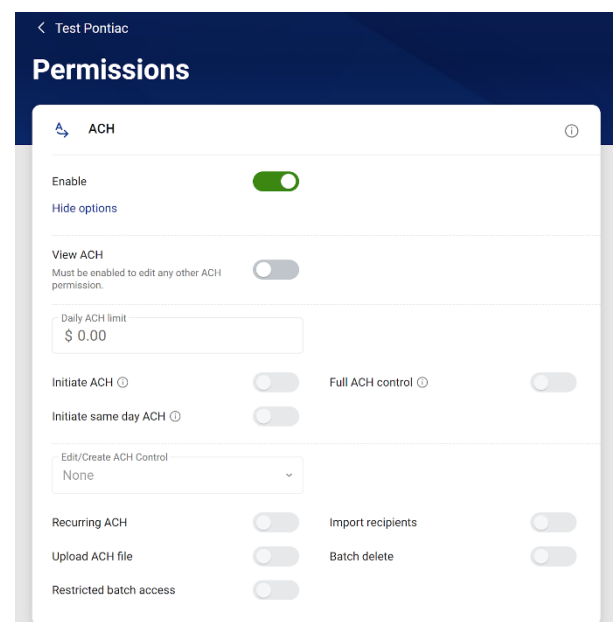 Test Pontiac
Permissions
ACH
Enable
Hide options
View ACH
Must be enabled to edit any other ACH
permission.
Daily ACH limit
$ 0.00
Initiate ACH
Full ACH control
Initiate same day ACH
Edit/Create ACH Control
None
Recurring ACH
Import recipients
Upload ACH file
Batch delete
Restricted batch access